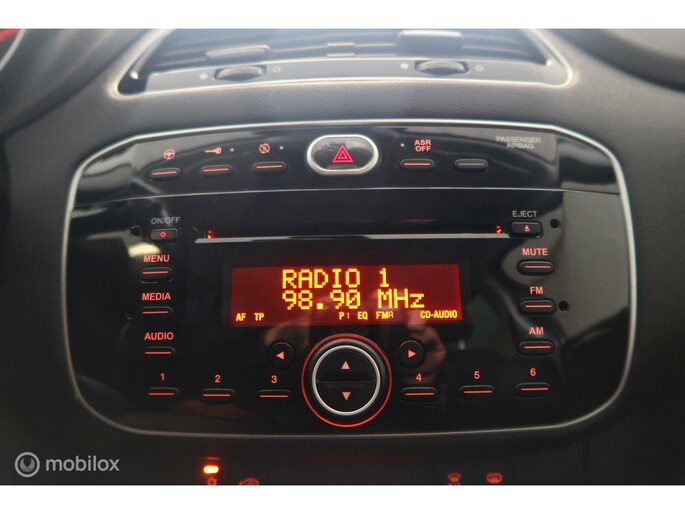 ASR
OFF
PASSENGER
AIRBAG
ON/OFF
EJECT
MENU
MUTE
RADIO 1
98.90 MHz
MEDIA
FM
AF TP EQ CD-AUDIO
AUDIO
AM
1 2 3 4 5 6
mobilox